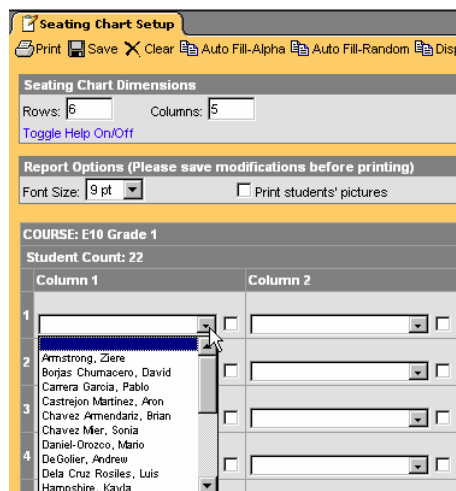 Seating Chart Setup
Print Save Clear Auto Fill-Alpha Auto Fill-Random Disp
Seating Chart Dimensions
Rows: 6 Columns: 5
Toggle Help On/Off
Report Options (Please save modifications before printing)
Font Size: 9 pt Print students' pictures
COURSE: E10 Grade 1
Student Count: 22
Column 1 Column 2
1
Armstrong, Ziere
2 Borjas Chumacero, David
Carrera Garcia, Pablo
Castrejon Martinez, Aron
3 Chavez Armendariz, Brian
Chavez Mier, Sonia
Daniel-Orozco, Mario
4 DeGolier, Andrew
Dela Cruz Rosiles, Luis
Hampshire, Kayla